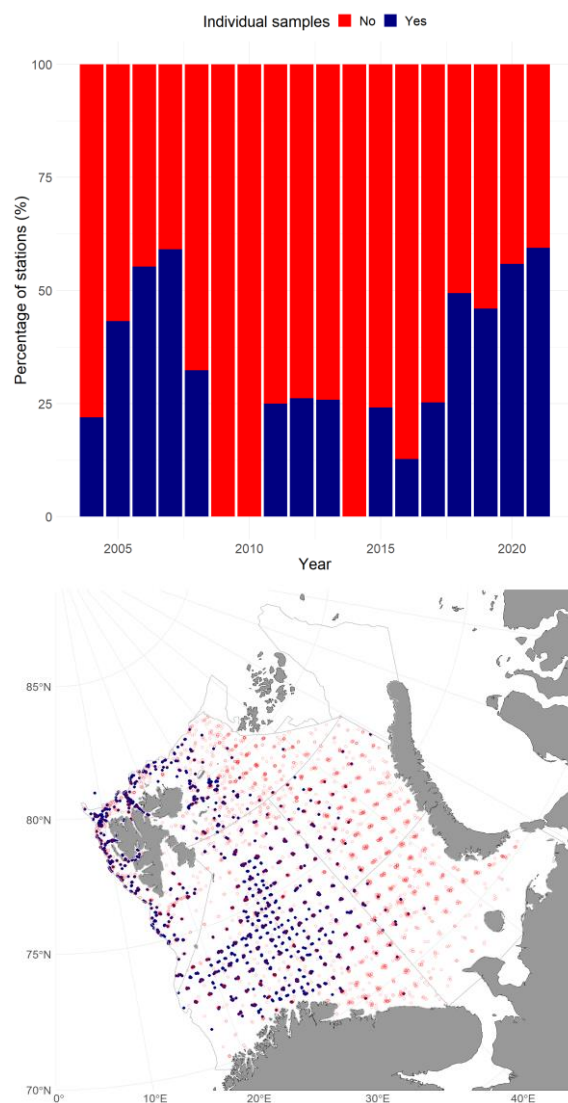 Individual samples No Yes
100
75
50
25
0
Percentage of stations (%)
2005 2010 2015 2020
Year
85°N
80°N
75°N
70°N
0° 10°E 20°E 30°E 40°E